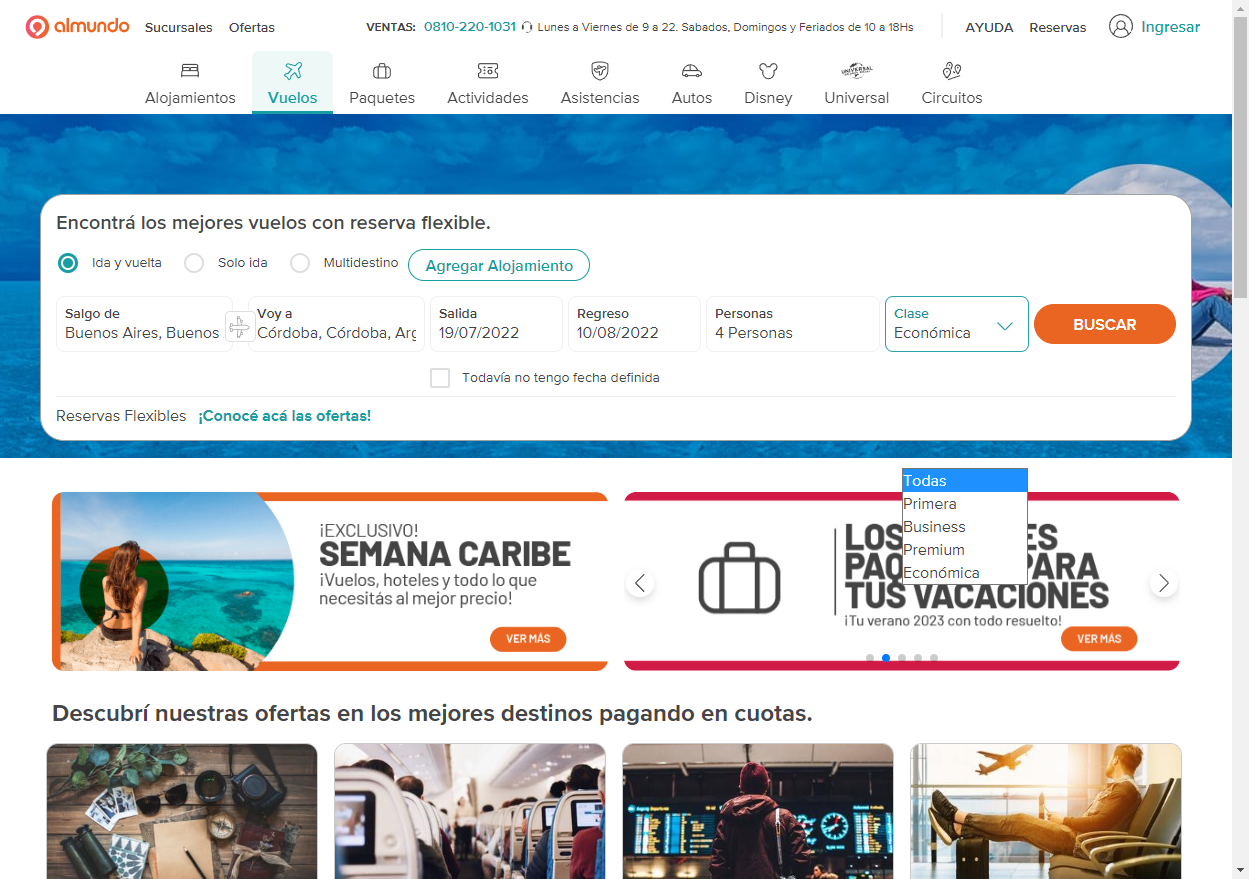 almundo Sucursales Ofertas VENTAS: 0810-220-1031 Lunes a Viernes de 9 a 22. Sabados, Domingos y Feriados de 10 a 18Hs AYUDA Reservas Ingresar
Alojamientos Vuelos Paquetes Actividades Asistencias Autos Disney Universal Circuitos
Encontrá los mejores vuelos con reserva flexible.
Ida y vuelta Solo ida Multidestino Agregar Alojamiento
Salgo de Voy a Salida Regreso Personas Clase
Buenos Aires, Buenos Córdoba, Córdoba, Arg 19/07/2022 10/08/2022 4 Personas Económica BUSCAR
Todavía no tengo fecha definida
Reservas Flexibles ¡Conocé acá las ofertas!
Todas
Primera
Business
Premium
Económica
¡EXCLUSIVO!
SEMANA CARIBE
¡Vuelos, hoteles y todo lo que
necesitás al mejor precio!
VER MÁS
LOS ES
PAQ PARA
TUS VACACIONES
¡Tu verano 2023 con todo resuelto!
VER MÁS
Descubrí nuestras ofertas en los mejores destinos pagando en cuotas.